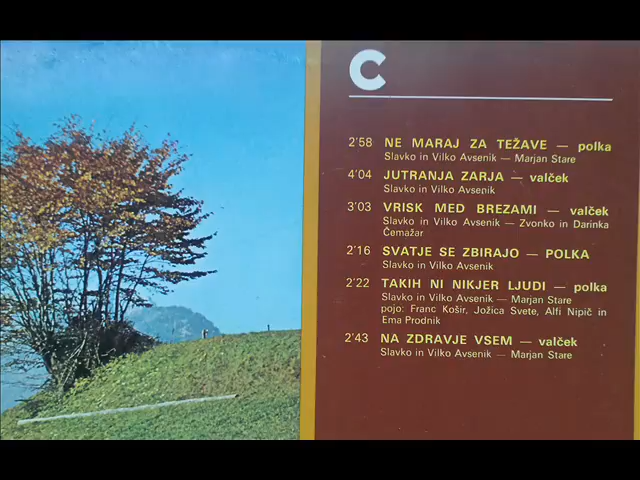 C
2'58 NE MARAJ ZA TEŽAVE — polka
Slavko in Vilko Avsenik — Marjan Stare
4'04 JUTRANJA ZARJA — valček
Slavko in Vilko Avsenik
3'03 VRISK MED BREZAMI — valček
Slavko in Vilko Avsenik — Zvonko in Darinka
Čemažar
2'16 SVATJE SE ZBIRAJO — POLKA
Slavko in Vilko Avsenik
2'22 TAKIH NI NIKJER LJUDI — polka
Slavko in Vilko Avsenik — Marjan Stare
pojo: Franc Košir, Jožica Svete, Alfi Nipič in
Ema Prodnik
2'43 NA ZDRAVJE VSEM — valček
Slavko in Vilko Avsenik — Marjan Stare